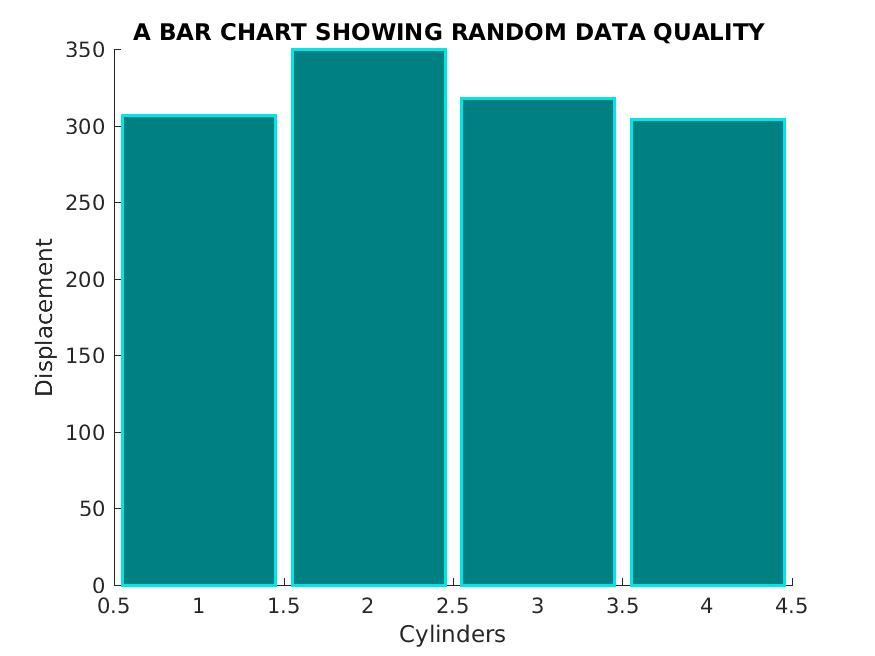 A BAR CHART SHOWING RANDOM DATA QUALITY
350
300
250
200
150
100
50
0
Displacement
0.5 1 1.5 2 2.5 3 3.5 4 4.5
Cylinders